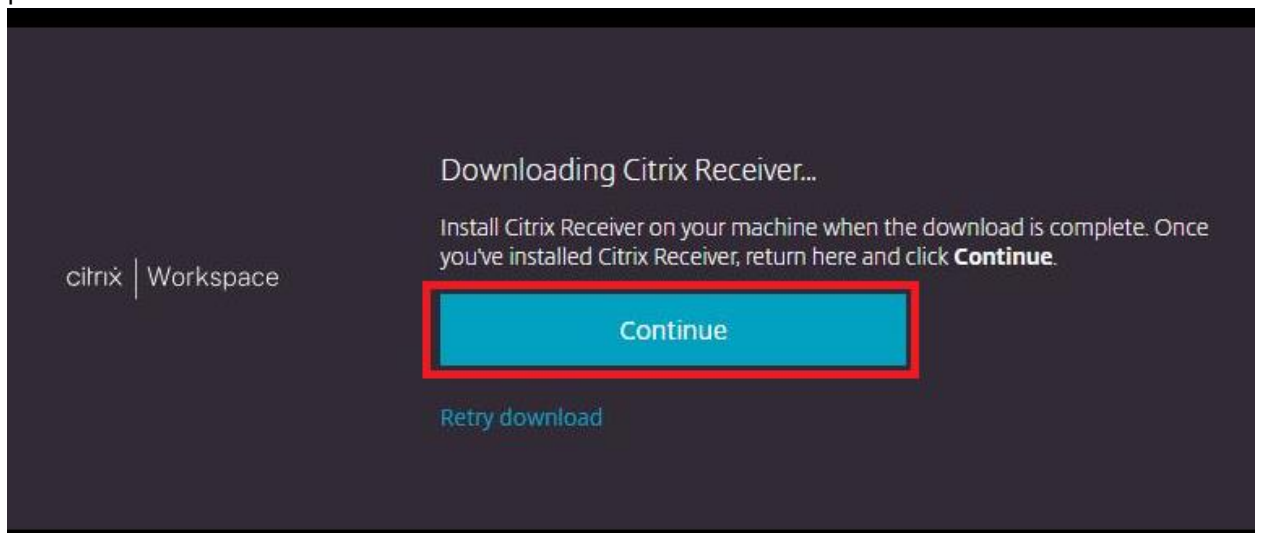 Downloading Citrix Receiver...
Install Citrix Receiver on your machine when the download is complete. Once
you've installed Citrix Receiver, return here and click Continue.
citrix | Workspace
Continue
Retry download